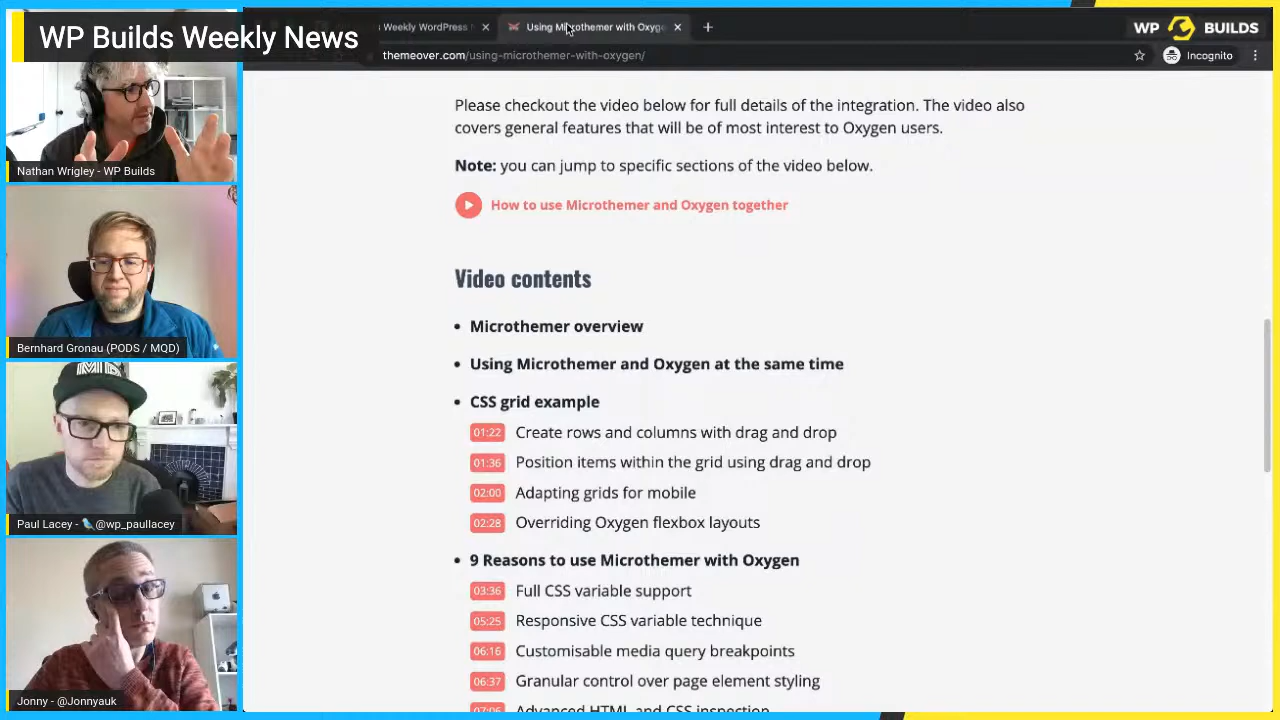 WP Builds Weekly News
s Weekly WordPress
Using Microthemer with Oxyg
WP BUILDS
themeover.com/using-microthemer-with-oxygen/
Incognito
Please checkout the video below for full details of the integration. The video also
covers general features that will be of most interest to Oxygen users.
Note: you can jump to specific sections of the video below.
How to use Microthemer and Oxygen together
Video contents
• Microthemer overview
• Using Microthemer and Oxygen at the same time
• CSS grid example
01:22 Create rows and columns with drag and drop
01:36 Position items within the grid using drag and drop
02:00 Adapting grids for mobile
02:28 Overriding Oxygen flexbox layouts
• 9 Reasons to use Microthemer with Oxygen
03:36 Full CSS variable support
05:25 Responsive CSS variable technique
06:16 Customisable media query breakpoints
06:37 Granular control over page element styling
07:06 Advanced HTML and CSS inspection
Nathan Wrigley - WP Builds
Bernhard Gronau (PODS / MQD)
Paul Lacey - 🐦@wp_paullacey
Jonny - @Jonnyauk